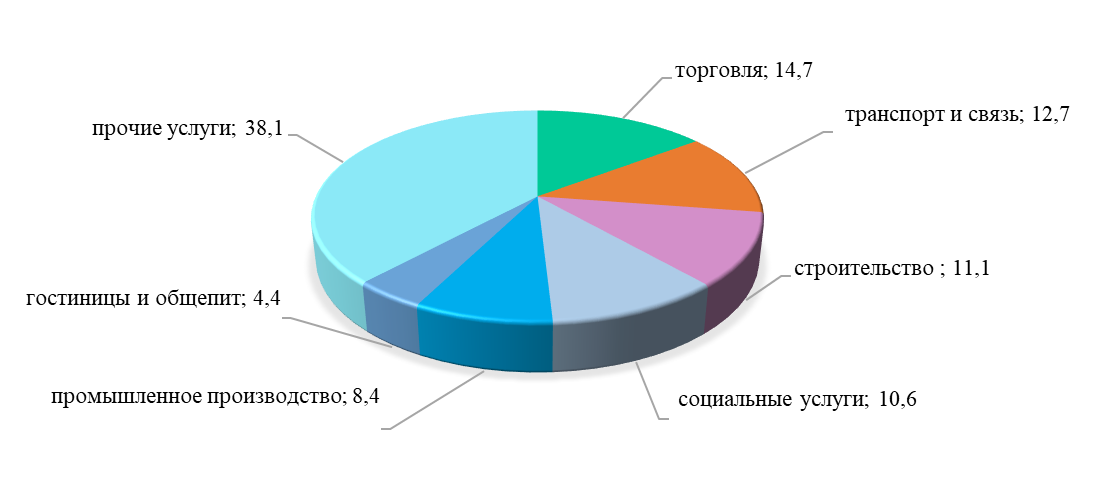 торговля; 14,7
транспорт и связь; 12,7
прочие услуги; 38,1
строительство ; 11,1
гостиницы и общепит; 4,4
промышленное производство; 8,4
социальные услуги; 10,6